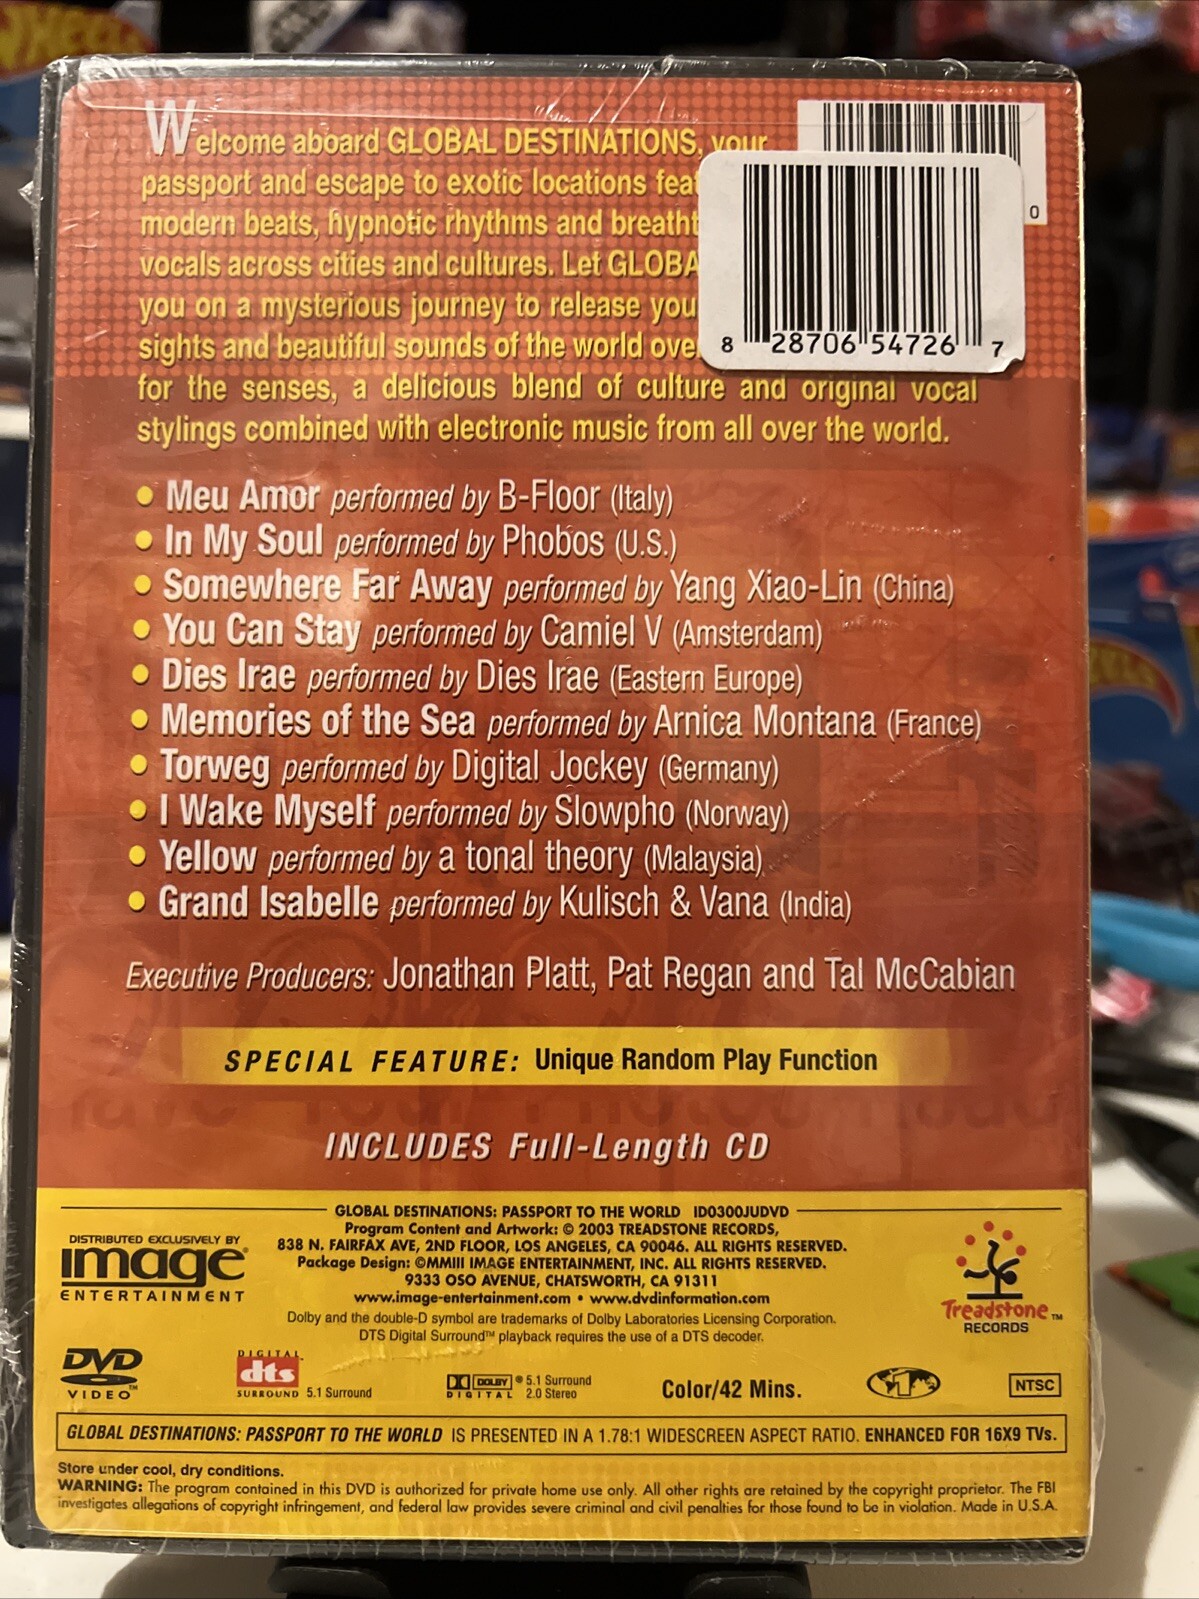 Welcome aboard GLOBAL DESTINATIONS, your
passport and escape to exotic locations
modern beats, hypnotic rhythms and
vocals across cities and cultures. Let
you on a mysterious journey to release
sights and beautiful sounds of the world
for the senses, a delicious blend of culture and original vocal
stylings combined with electronic music from all over the world.
0
8 28706 54726 7
• Meu Amor performed by B-Floor (Italy)
• In My Soul performed by Phobos (U.S.)
• Somewhere Far Away performed by Yang Xiao-Lin (China)
• You Can Stay performed by Camiel V (Amsterdam)
• Dies Irae performed by Dies Irae (Eastern Europe)
• Memories of the Sea performed by Arnica Montana (France)
• Torweg performed by Digital Jockey (Germany)
• I Wake Myself performed by Slowpho (Norway)
• Yellow performed by a tonal theory (Malaysia)
• Grand Isabelle performed by Kulisch & Vana (India)
Executive Producers: Jonathan Platt, Pat Regan and Tal McCabian
SPECIAL FEATURE: Unique Random Play Function
INCLUDES Full-Length CD
GLOBAL DESTINATIONS: PASSPORT TO THE WORLD ID0300JUDVD
Program Content and Artwork: © 2003 TREADSTONE RECORDS,
838 N. FAIRFAX AVE, 2ND FLOOR, LOS ANGELES, CA 90046. ALL RIGHTS RESERVED.
Package Design: ©MMIII IMAGE ENTERTAINMENT, INC. ALL RIGHTS RESERVED.
9333 OSO AVENUE, CHATSWORTH, CA 91311
www.image-entertainment.com • www.dvdinformation.com
Dolby and the double-D symbol are trademarks of Dolby Laboratories Licensing Corporation.
DTS Digital Surround™ playback requires the use of a DTS decoder.
DISTRIBUTED EXCLUSIVELY BY
image®
ENTERTAINMENT
Treadstone™
RECORDS
DVD
VIDEO™
DIGITAL
dts
SURROUND 5.1 Surround
DOLBY® 5.1 Surround
DIGITAL 2.0 Stereo
Color/42 Mins.
1
NTSC
GLOBAL DESTINATIONS: PASSPORT TO THE WORLD IS PRESENTED IN A 1.78:1 WIDESCREEN ASPECT RATIO. ENHANCED FOR 16X9 TVs.
Store under cool, dry conditions.
WARNING: The program contained in this DVD is authorized for private home use only. All other rights are retained by the copyright proprietor. The FBI
investigates allegations of copyright infringement, and federal law provides severe criminal and civil penalties for those found to be in violation. Made in U.S.A.